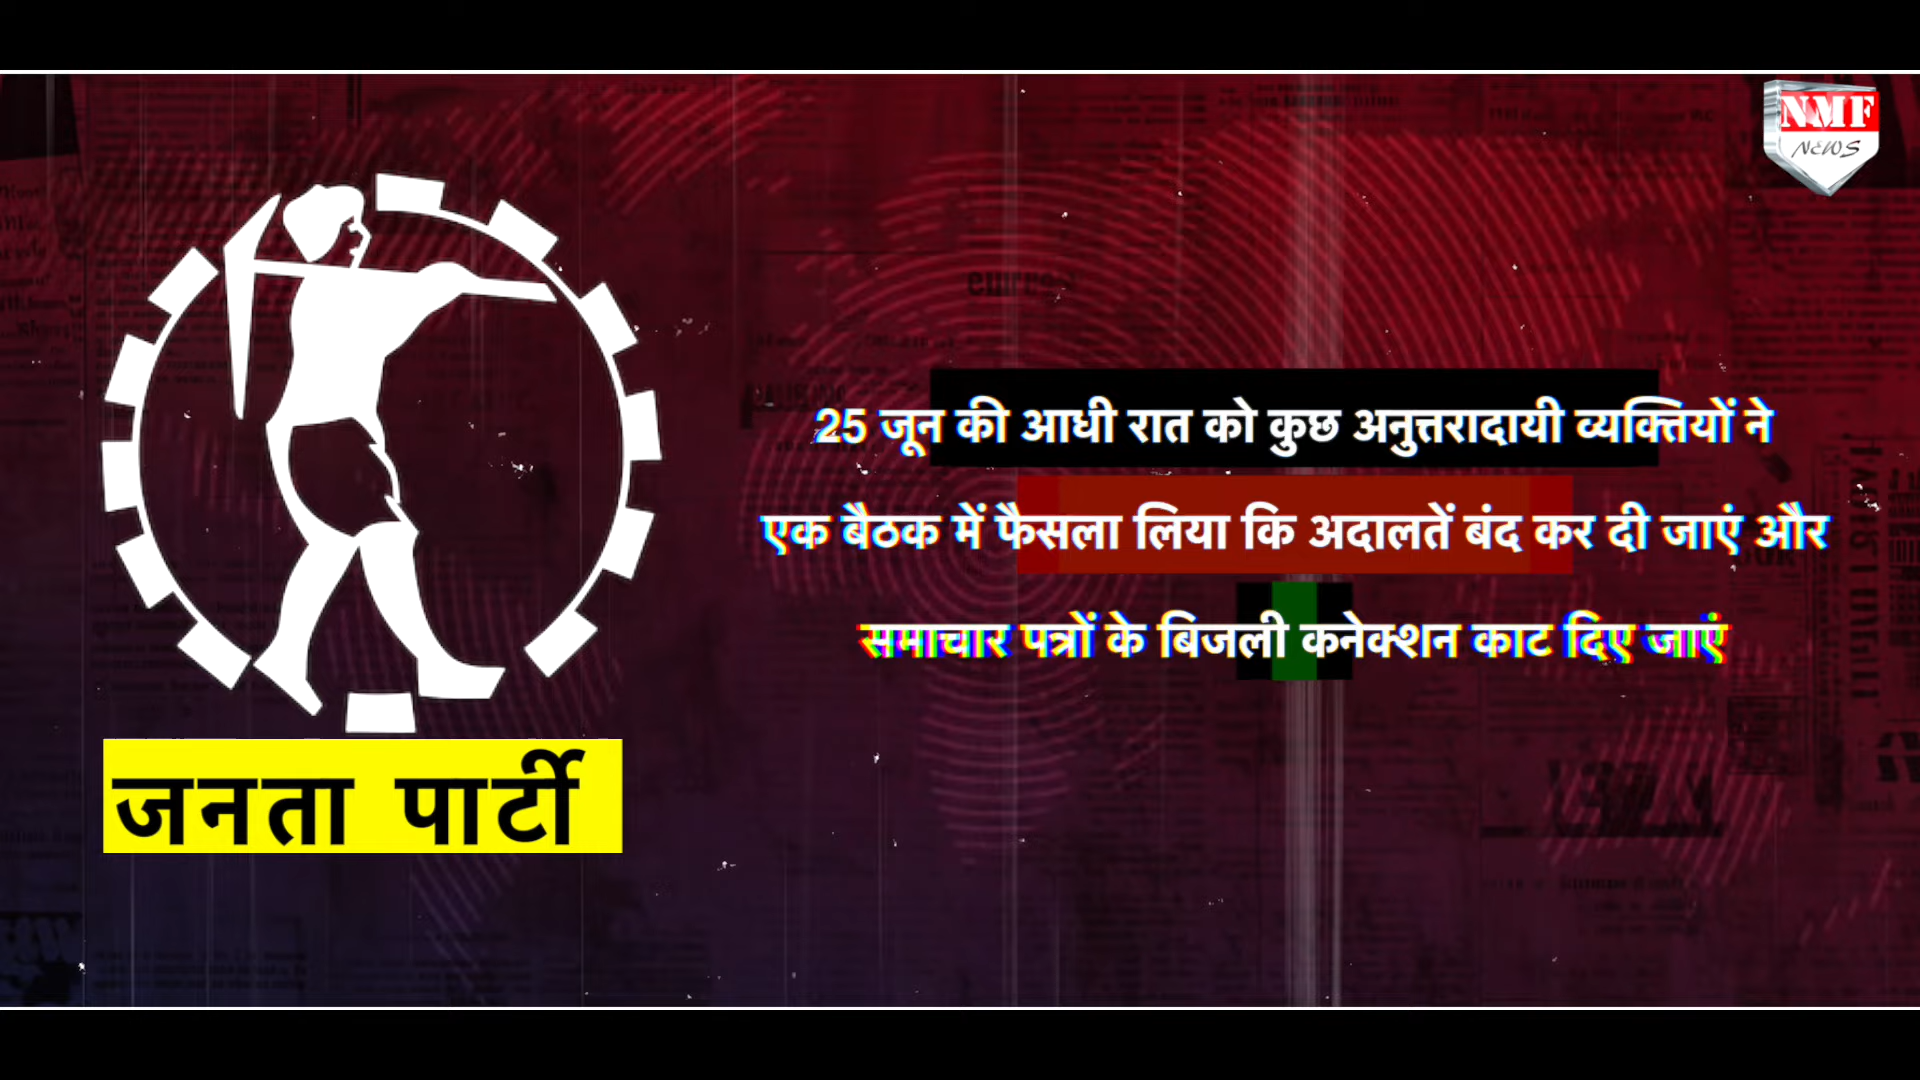 NMF
NEWS
25 जून की आधी रात को कुछ अनुत्तरादायी व्यक्तियों ने
एक बैठक में फैसला लिया कि अदालतें बंद कर दी जाएं और
समाचार पत्रों के बिजली कनेक्शन काट दिए जाएं
जनता पार्टी